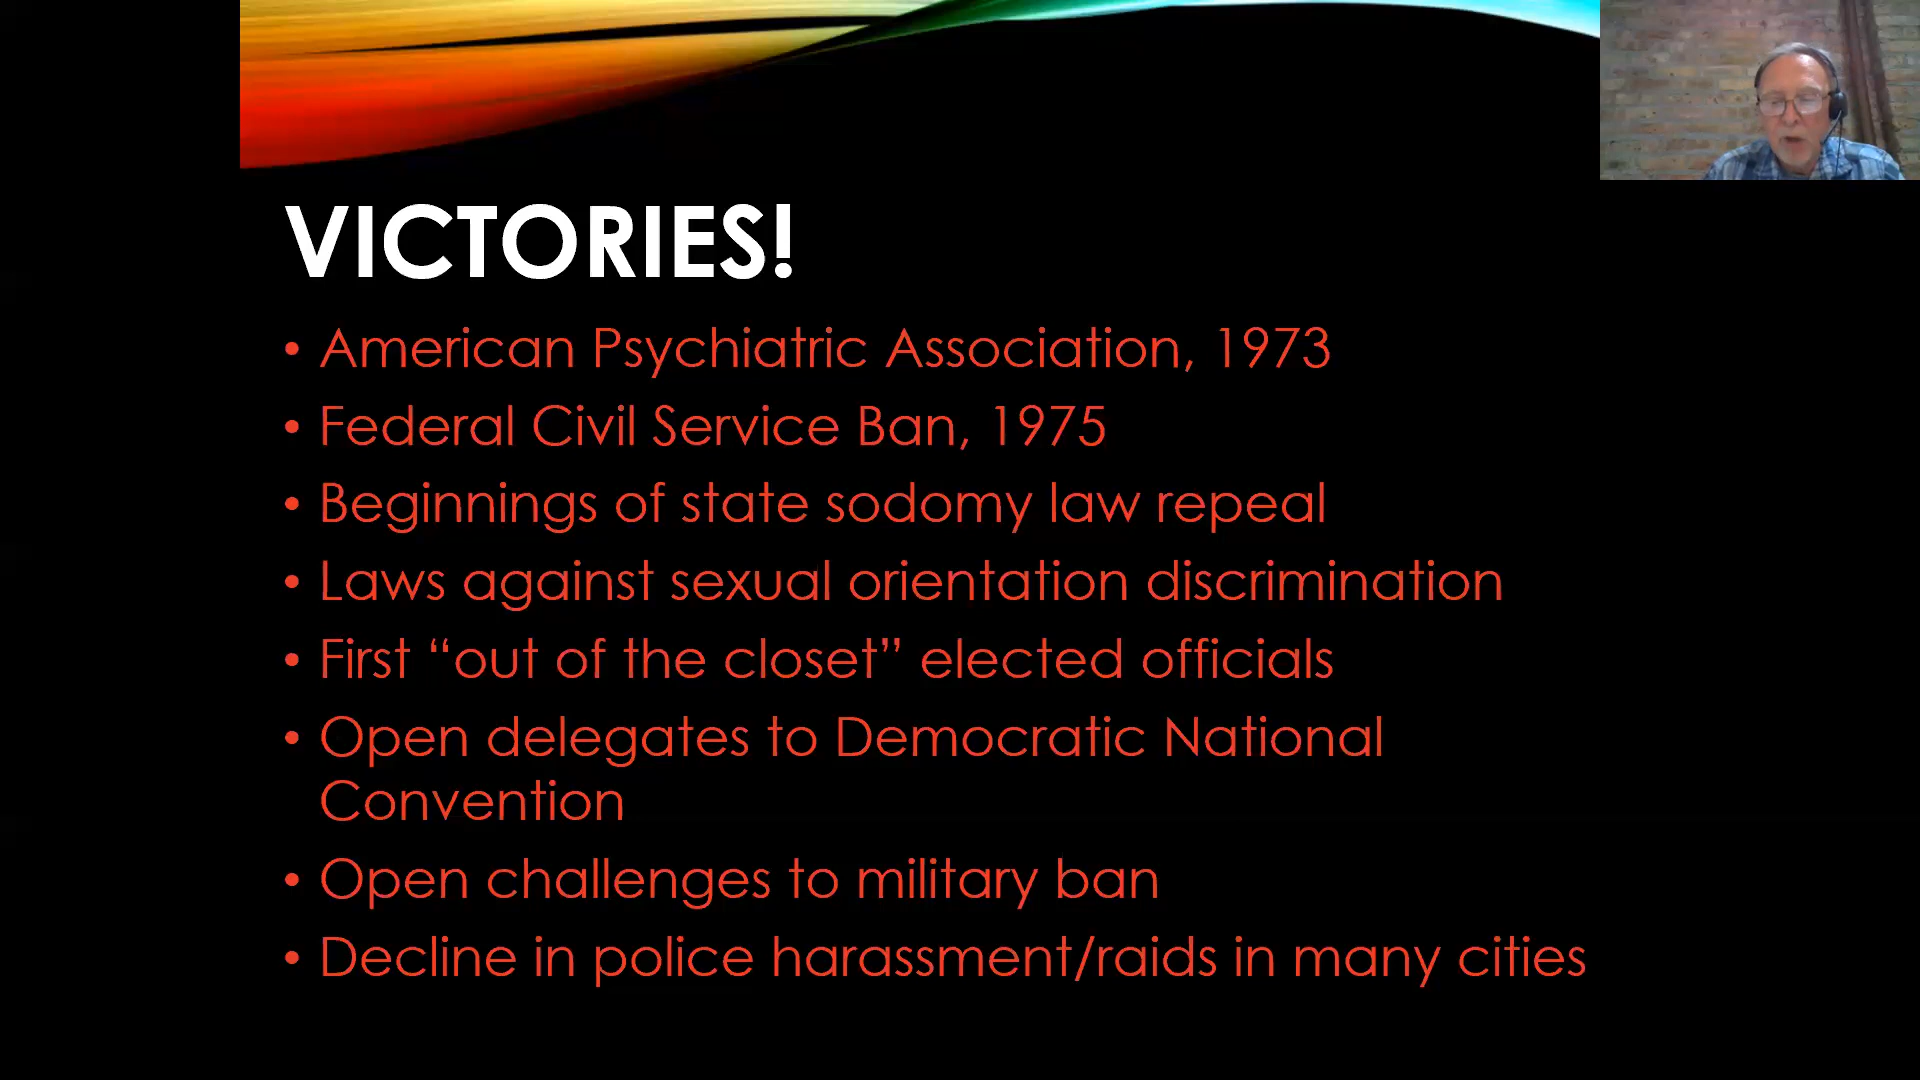 VICTORIES!
• American Psychiatric Association, 1973
• Federal Civil Service Ban, 1975
• Beginnings of state sodomy law repeal
• Laws against sexual orientation discrimination
• First “out of the closet” elected officials
• Open delegates to Democratic National
Convention
• Open challenges to military ban
• Decline in police harassment/raids in many cities